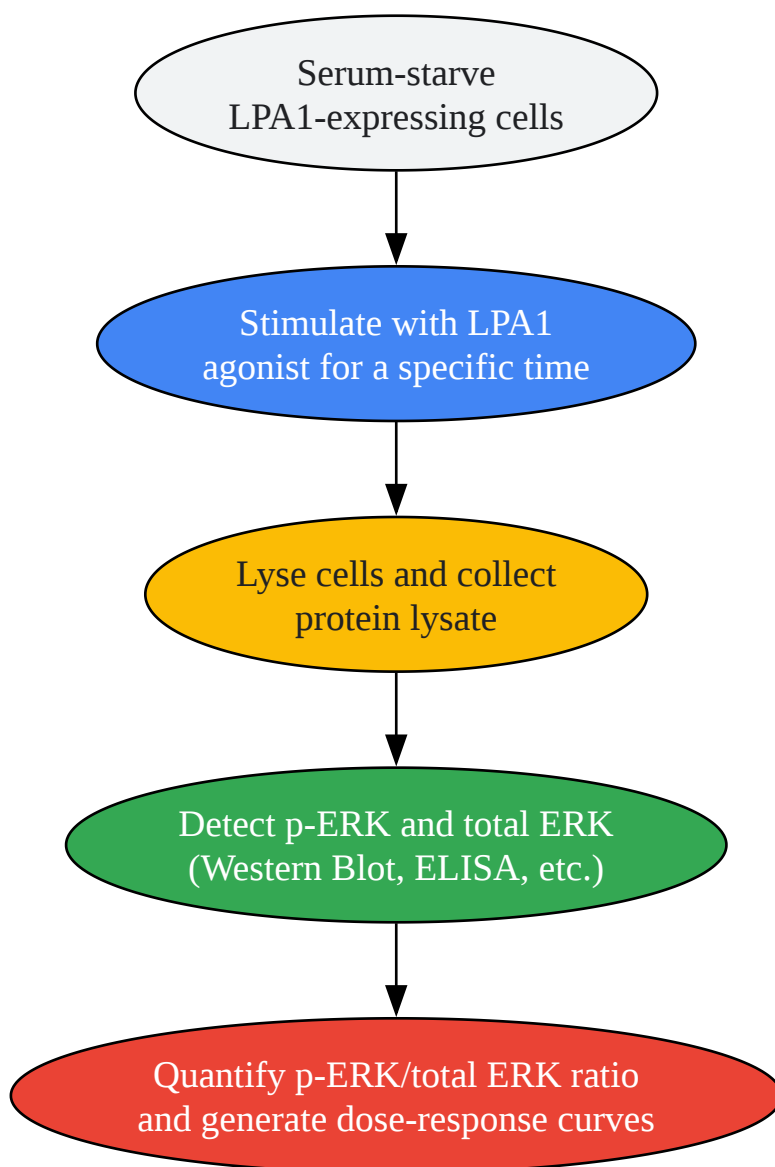 Serum-starve
LPA1-expressing cells
Stimulate with LPA1
agonist for a specific time
Lyse cells and collect
protein lysate
Detect p-ERK and total ERK
(Western Blot, ELISA, etc.)
Quantify p-ERK/total ERK ratio
and generate dose-response curves